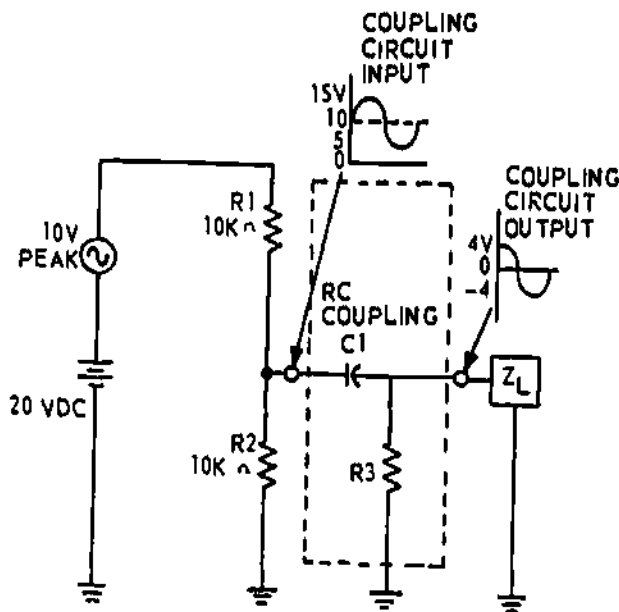 COUPLING
CIRCUIT
INPUT
15V
10
5
0
COUPLING
CIRCUIT
OUTPUT
4V
0
-4
R1
10K Ω
10V
PEAK
RC
COUPLING
C1
Z_L
20 VDC
R2
10K Ω
R3